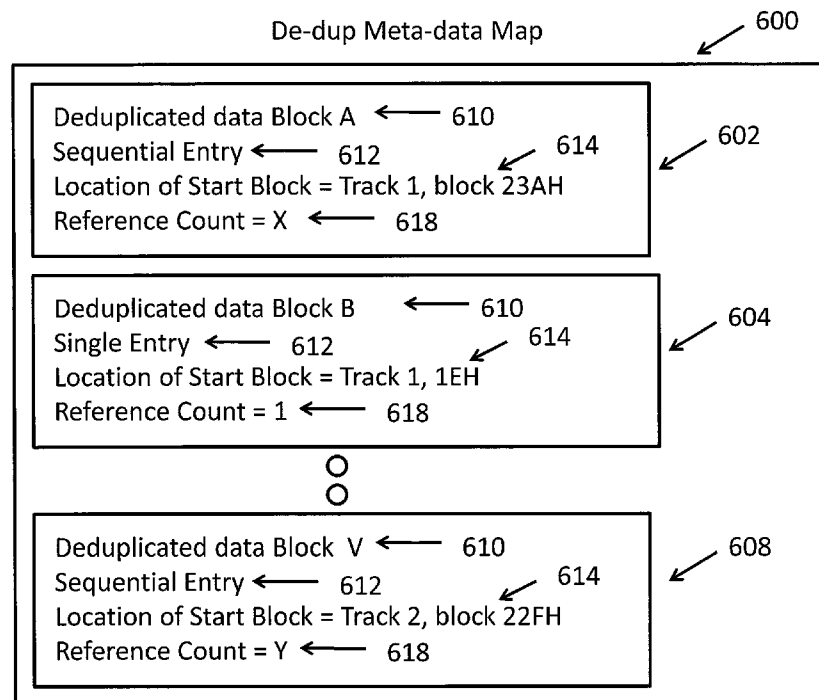 De-dup Meta-data Map
600
Deduplicated data Block A 610
Sequential Entry 612 614
602
Location of Start Block = Track 1, block 23AH
Reference Count = X 618
Deduplicated data Block B 610
604
Single Entry 612 614
Location of Start Block = Track 1, 1EH
Reference Count = 1 618
Deduplicated data Block V 610
608
Sequential Entry 612 614
Location of Start Block = Track 2, block 22FH
Reference Count = Y 618